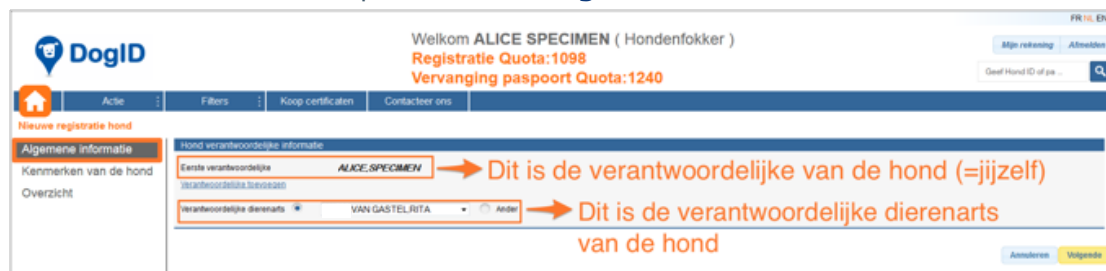 FR NL EN
DogID
Welkom ALICE SPECIMEN ( Hondenfokker )
Registratie Quota:1098
Vervanging paspoort Quota:1240
Mijn rekening Afmelden
Geef Hond ID of pa ..
Actie Filters Koop certificaten Contacteer ons
Nieuwe registratie hond
Algemene informatie
Kenmerken van de hond
Overzicht
Hond verantwoordelijke informatie
Eerste verantwoordelijke ALICE,SPECIMEN
Dit is de verantwoordelijke van de hond (=jijzelf)
Verantwoordelijke toevoegen
Verantwoordelijke dierenarts VAN GASTEL,RITA Ander
Dit is de verantwoordelijke dierenarts
van de hond
Annuleren Volgende